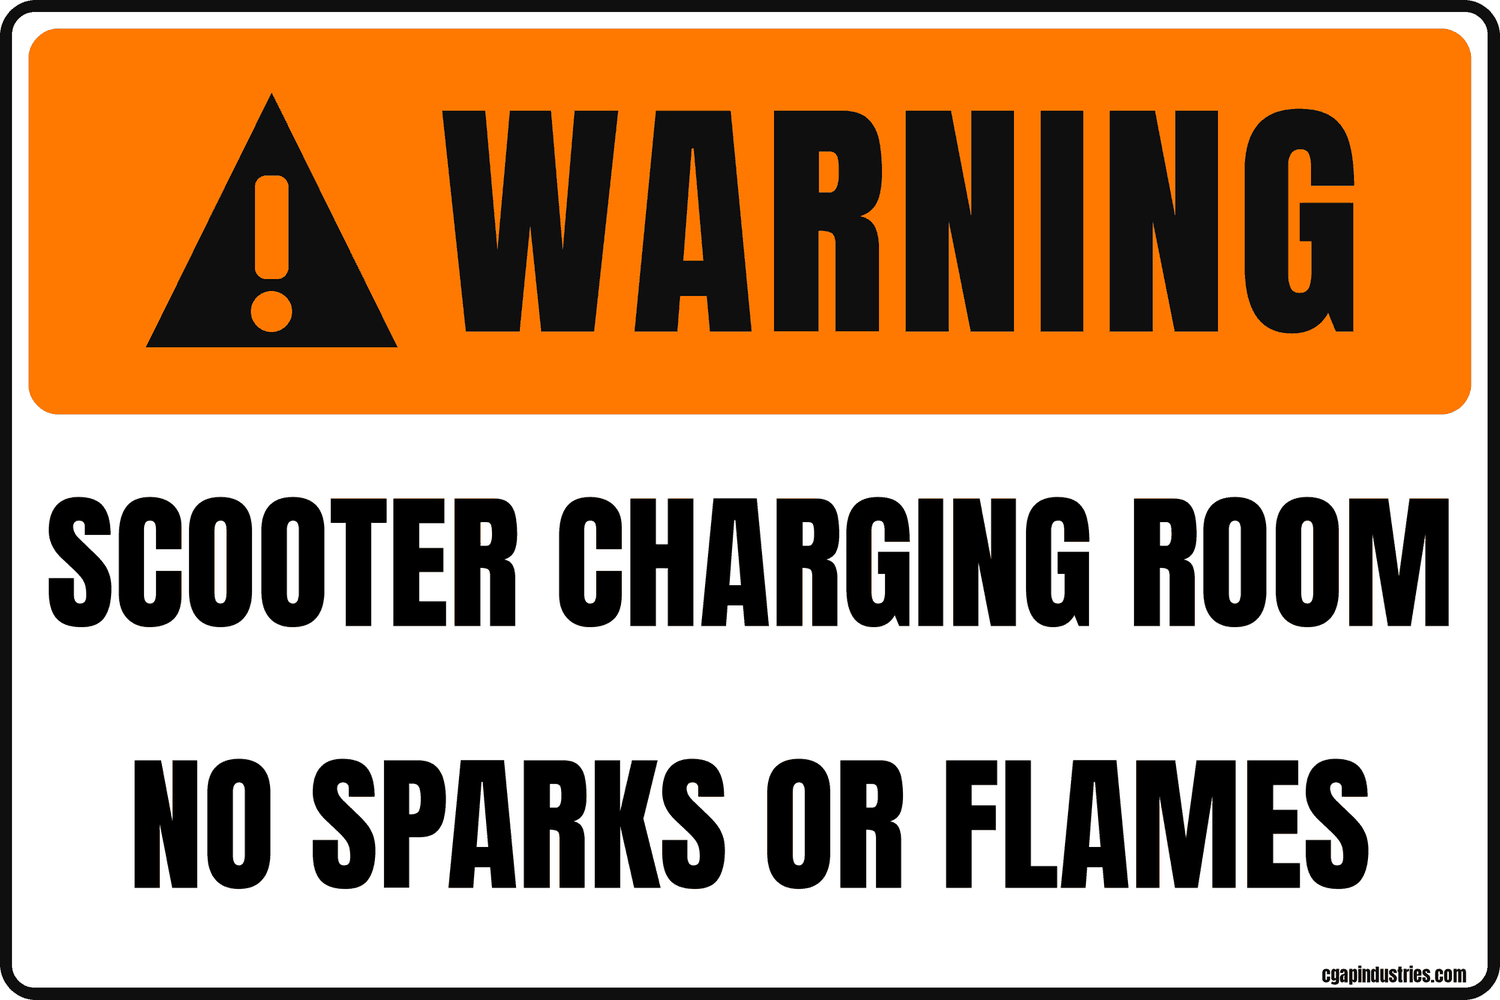 WARNING
SCOOTER CHARGING ROOM
NO SPARKS OR FLAMES
cgapindustries.com